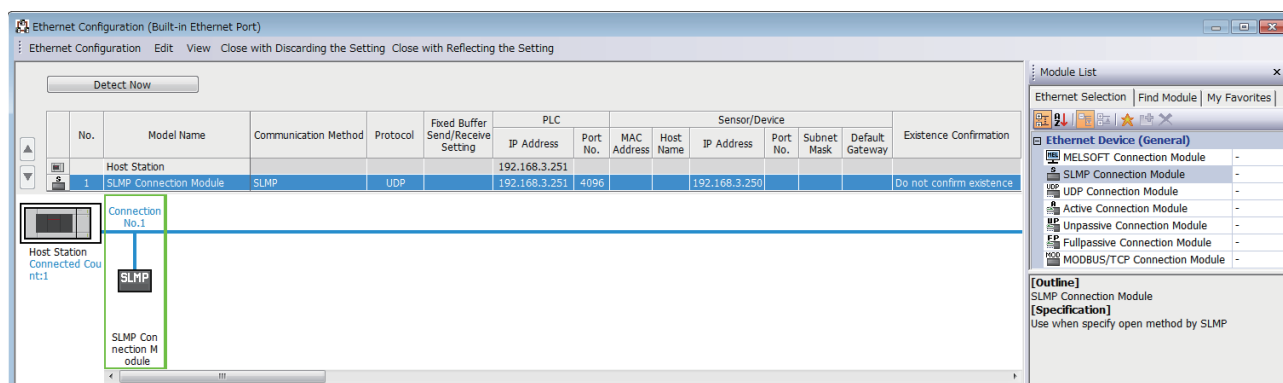 Ethernet Configuration (Built-in Ethernet Port)
Ethernet Configuration Edit View Close with Discarding the Setting Close with Reflecting the Setting
Detect Now
No. Model Name Communication Method Protocol Fixed Buffer Send/Receive Setting PLC Sensor/Device Existence Confirmation
IP Address Port No. MAC Address Host Name IP Address Port No. Subnet Mask Default Gateway
Host Station 192.168.3.251
1 SLMP Connection Module SLMP UDP 192.168.3.251 4096 192.168.3.250 Do not confirm existence
Connection
No.1
Host Station
Connected Cou
nt:1
SLMP
SLMP Con
nection M
odule
Module List
Ethernet Selection Find Module My Favorites
Ethernet Device (General)
MELSOFT Connection Module -
SLMP Connection Module -
UDP Connection Module -
Active Connection Module -
Unpassive Connection Module -
Fullpassive Connection Module -
MODBUS/TCP Connection Module -
[Outline]
SLMP Connection Module
[Specification]
Use when specify open method by SLMP